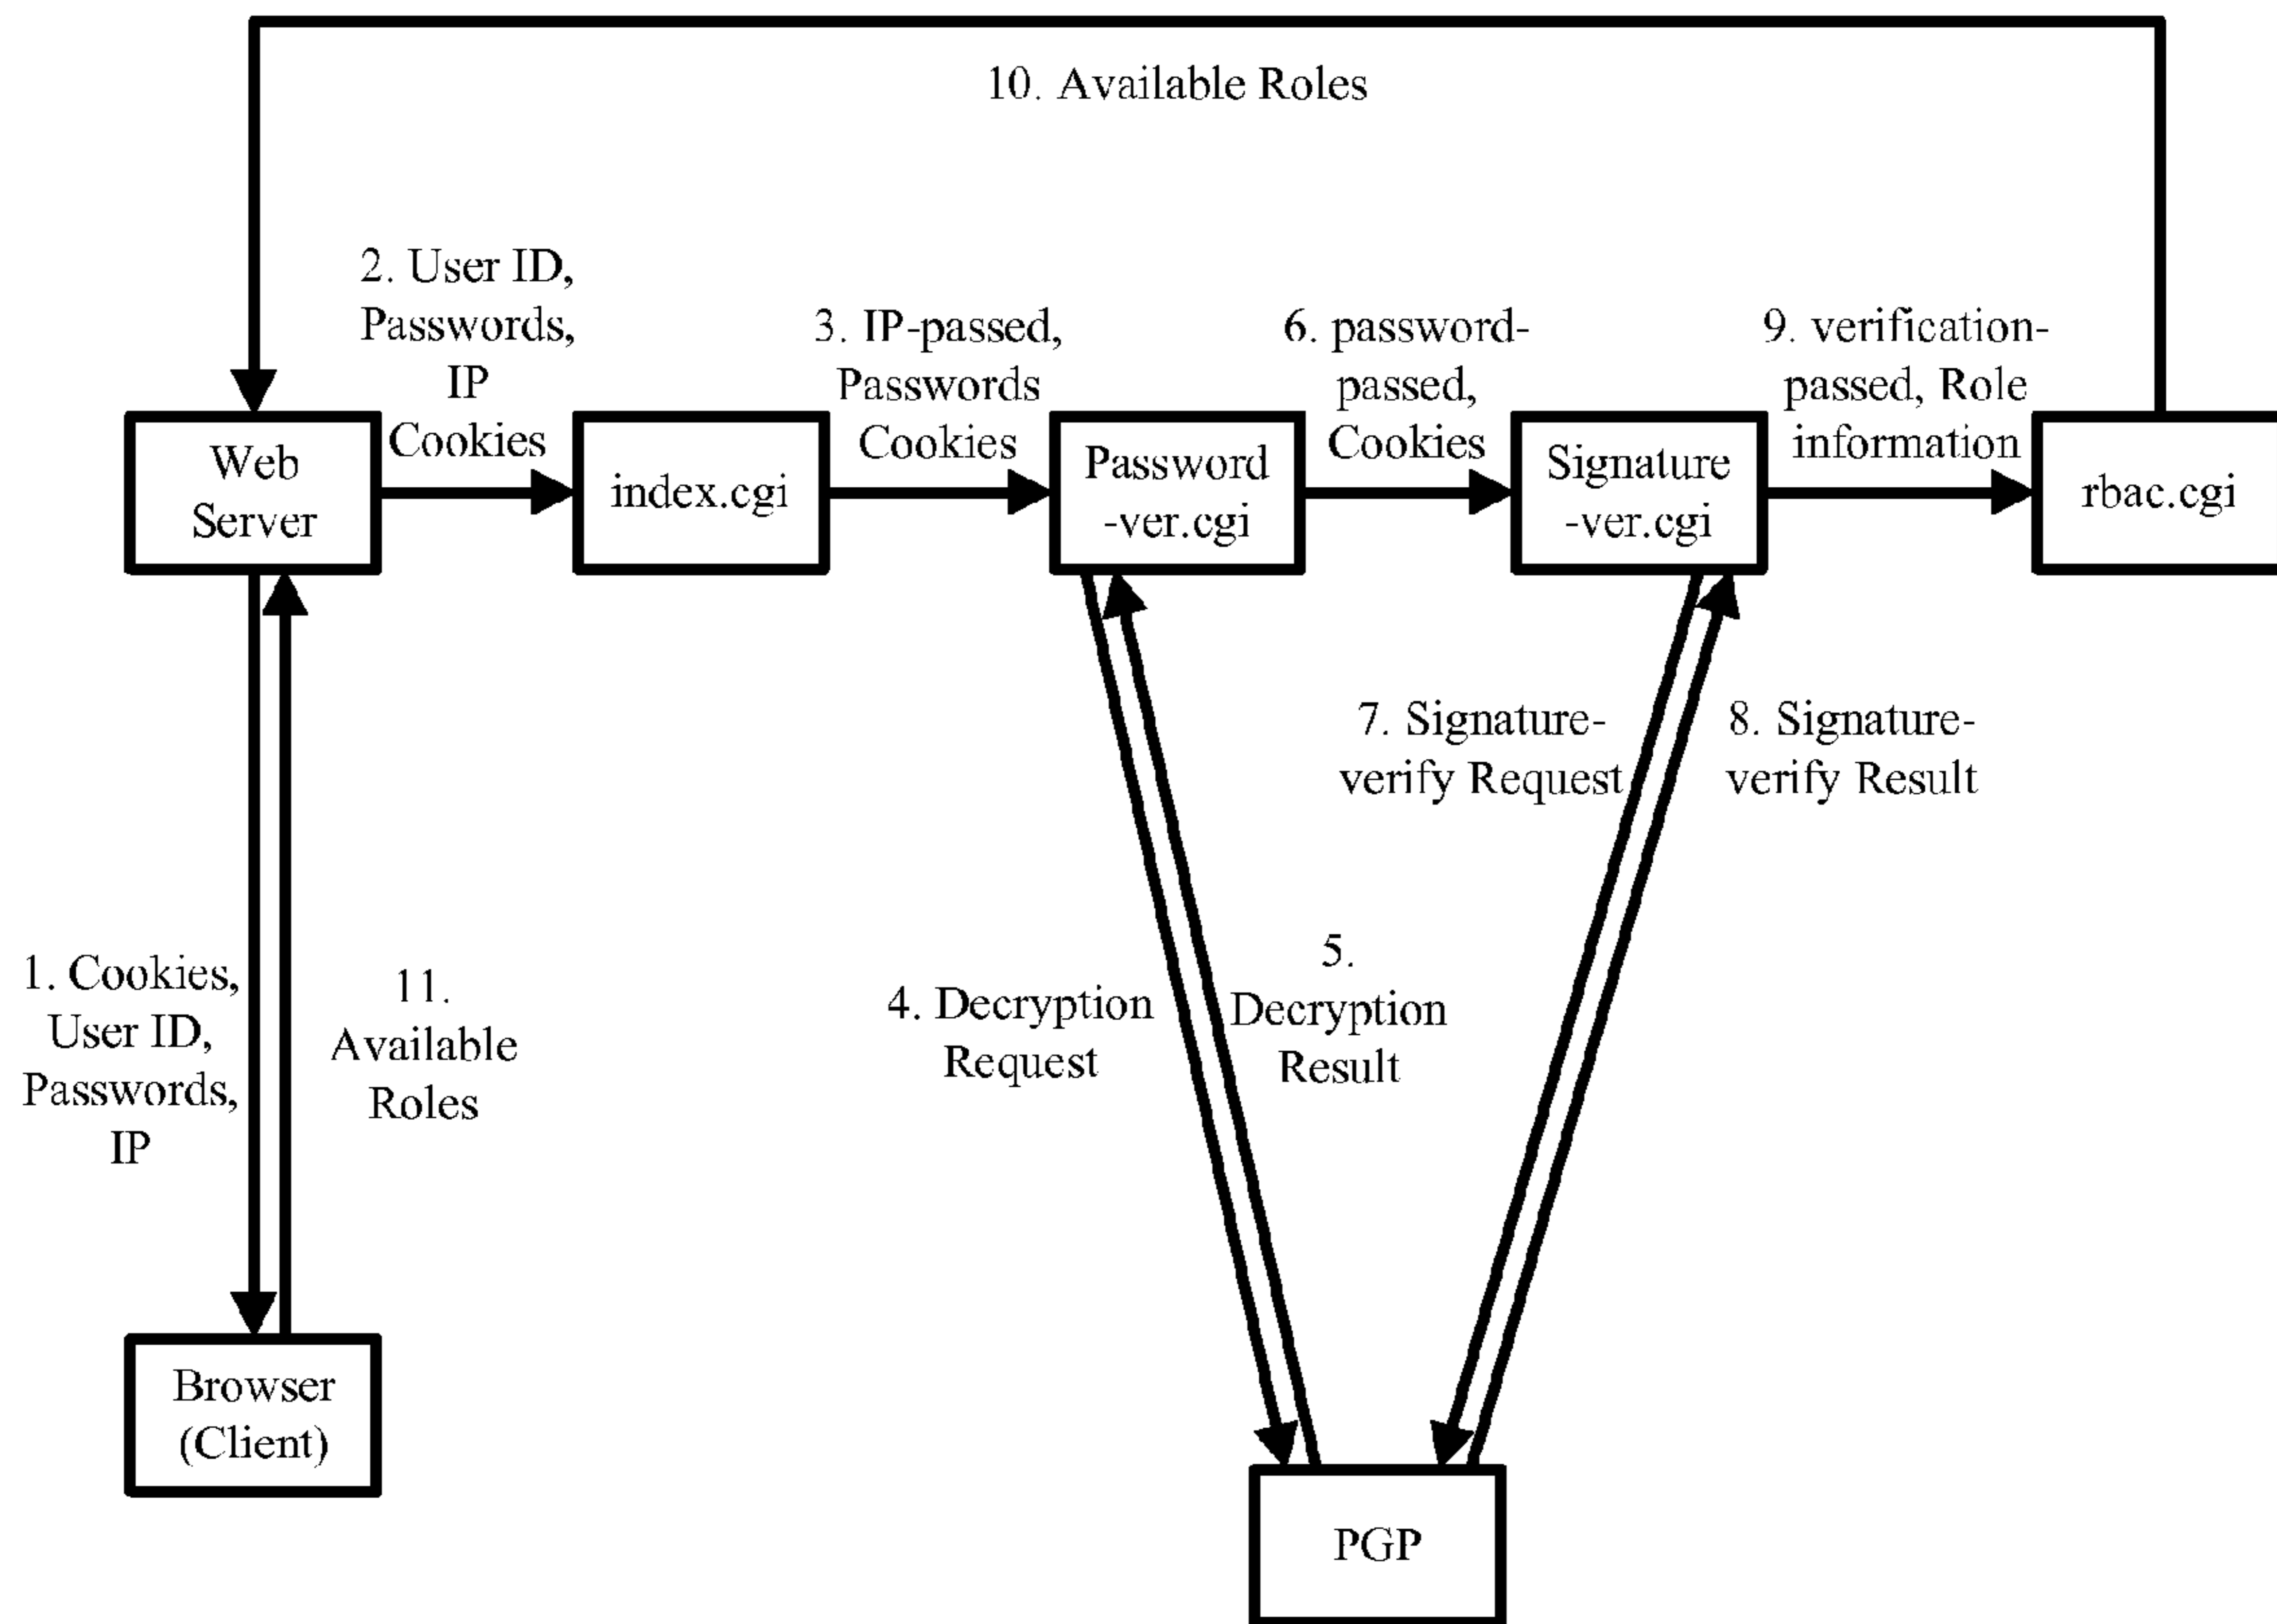 10. Available Roles
2. User ID,
Passwords,
IP
Cookies
3. IP-passed,
Passwords
Cookies
6. password-
passed,
Cookies
9. verification-
passed, Role
information
Web
Server
index.cgi
Password
-ver.cgi
Signature
-ver.cgi
rbac.cgi
7. Signature-
verify Request
8. Signature-
verify Result
1. Cookies,
User ID,
Passwords,
IP
11.
Available
Roles
4. Decryption
Request
5.
Decryption
Result
Browser
(Client)
PGP